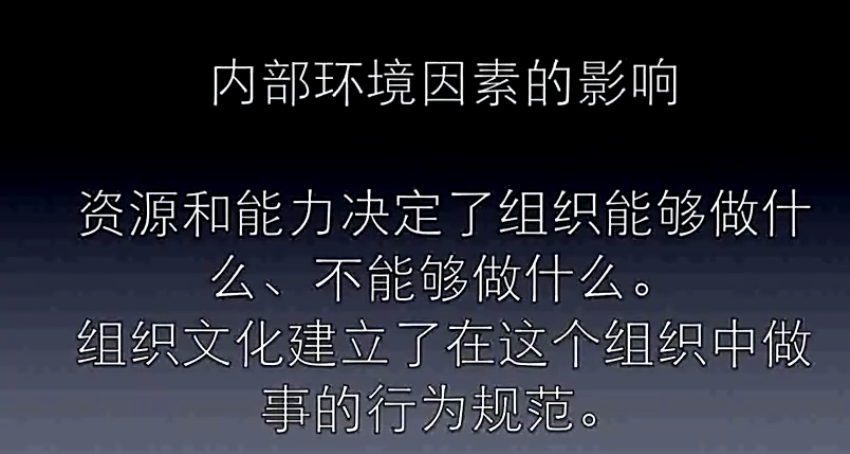 内部环境因素的影响
资源和能力决定了组织能够做什
么、不能够做什么。
组织文化建立了在这个组织中做
事的行为规范。